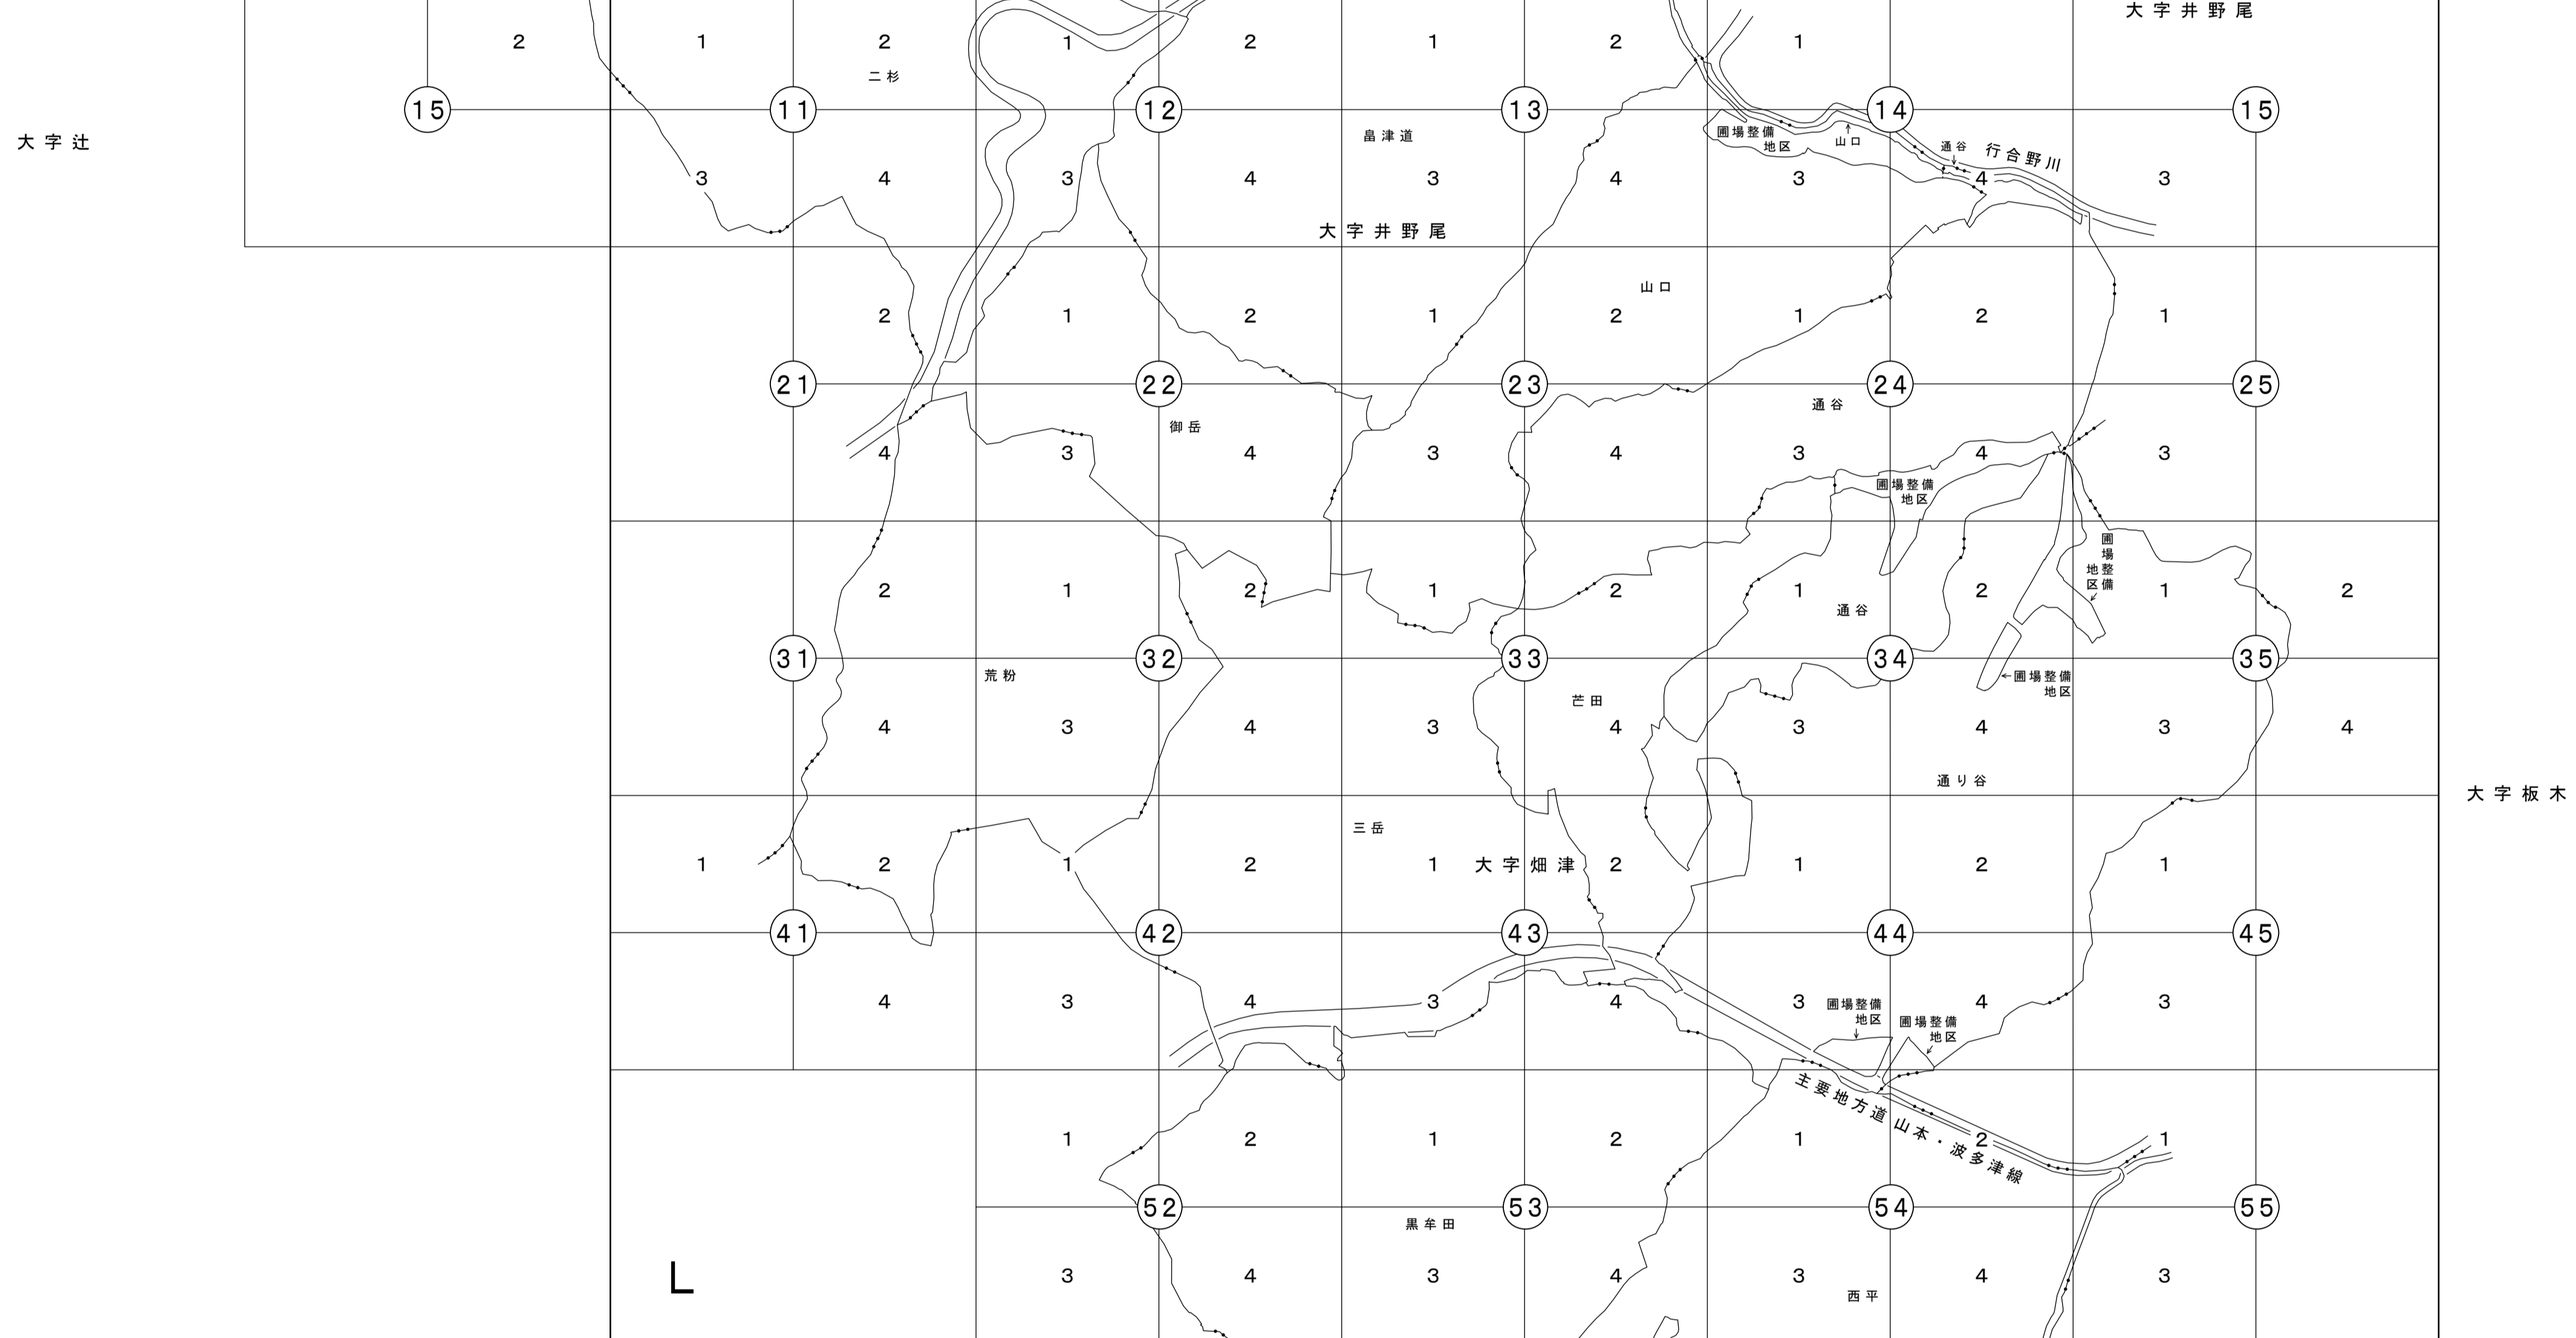 大字井野尾
2 1 2 1 2 1 2 1
二杉
15 11 12 13 14 15
大字辻
畠津道
圃場整備
地区
山口
通谷
行合野川
3 4 3 4 3 4 3 4 3
大字井野尾
山口
2 1 2 1 2 1 2 1
21 22 23 24 25
通谷
御岳
4 3 4 3 4 3 4 3
圃場整備
地区
圃場整備
地区
2 1 2 1 2 1 2 1 2
通谷
31 32 33 34 35
荒粉
圃場整備
地区
芒田
4 3 4 3 4 3 4 3 4
通り谷
大字板木
三岳
1 2 1 2 1 大字畑津 2 1 2 1
41 42 43 44 45
4 3 4 3 4 3 4 3
圃場整備
地区
圃場整備
地区
主要地方道 山本・波多津線
1 2 1 2 1 2 1
52 53 54 55
黒牟田
L
3 4 3 4 3 4 3
西平